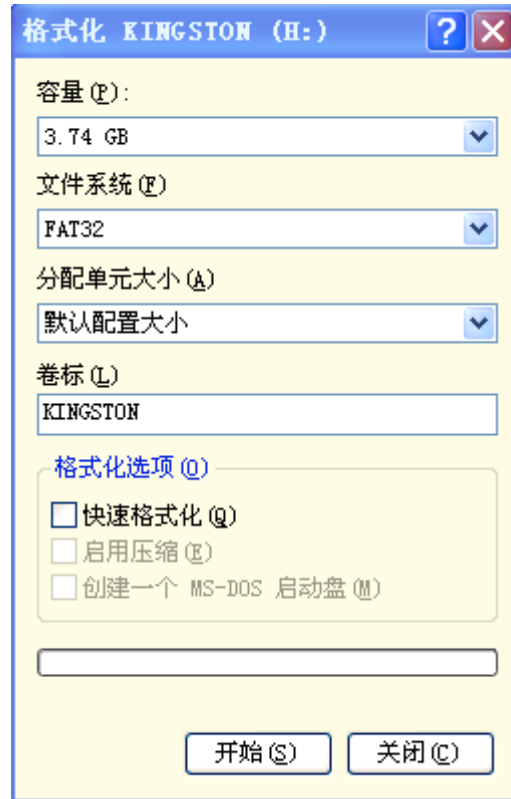 格式化 KINGSTON (H:)
容量(P):
3.74 GB
文件系统(F)
FAT32
分配单元大小(A)
默认配置大小
卷标(L)
KINGSTON
格式化选项(O)
快速格式化(Q)
启用压缩(E)
创建一个 MS-DOS 启动盘(M)
开始(S) 关闭(C)